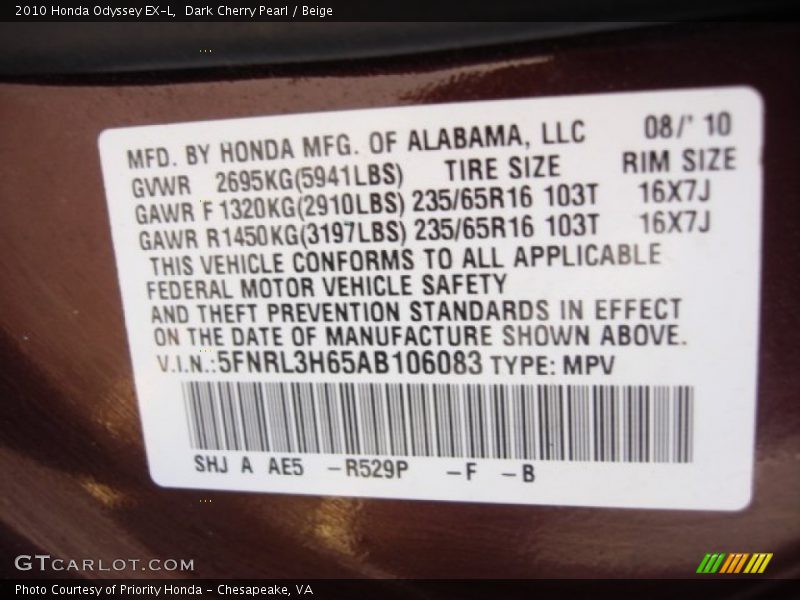 2010 Honda Odyssey EX-L, Dark Cherry Pearl / Beige
MFD. BY HONDA MFG. OF ALABAMA, LLC 08/' 10
GVWR 2695KG(5941LBS) TIRE SIZE RIM SIZE
GAWR F 1320KG(2910LBS) 235/65R16 103T 16X7J
GAWR R1450KG(3197LBS) 235/65R16 103T 16X7J
THIS VEHICLE CONFORMS TO ALL APPLICABLE
FEDERAL MOTOR VEHICLE SAFETY
AND THEFT PREVENTION STANDARDS IN EFFECT
ON THE DATE OF MANUFACTURE SHOWN ABOVE.
V.I.N.:5FNRL3H65AB106083 TYPE: MPV
SHJ A AE5 -R529P -F -B
GTCARLOT.COM
Photo Courtesy of Priority Honda - Chesapeake, VA